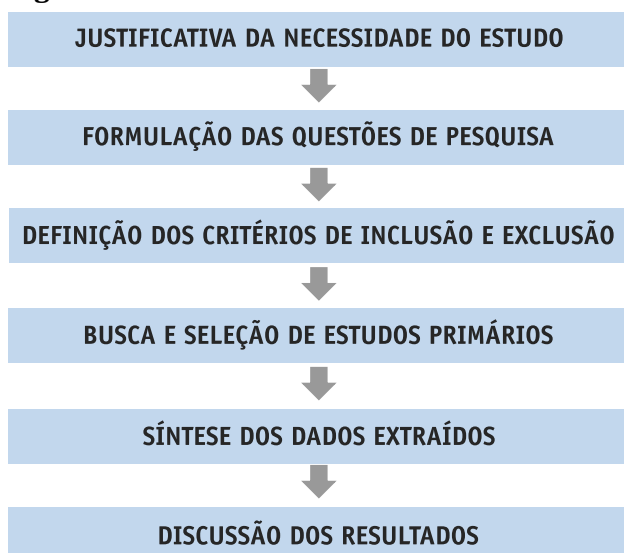 JUSTIFICATIVA DA NECESSIDADE DO ESTUDO
FORMULAÇÃO DAS QUESTÕES DE PESQUISA
DEFINIÇÃO DOS CRITÉRIOS DE INCLUSÃO E EXCLUSÃO
BUSCA E SELEÇÃO DE ESTUDOS PRIMÁRIOS
SÍNTESE DOS DADOS EXTRAÍDOS
DISCUSSÃO DOS RESULTADOS